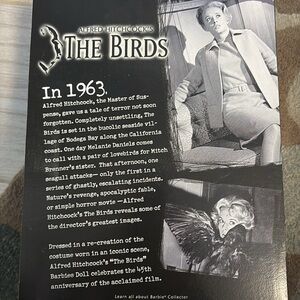 ALFRED HITCHCOCK'S
THE BIRDS
In 1963,
Alfred Hitchcock, the Master of Sus-
pense, gave us a tale of terror not soon
forgotten. Completely unsettling, The
Birds is set in the bucolic seaside vil-
lage of Bodega Bay along the California
coast. One day Melanie Daniels comes
to call with a pair of lovebirds for Mitch
Brenner's sister. That afternoon, one
seagull attacks— only the first in a
series of ghastly, escalating incidents.
Nature's revenge, apocalyptic fable,
or simple horror movie —Alfred
Hitchcock's The Birds reveals some of
the director's greatest images.
Dressed in a re-creation of the
costume worn in an iconic scene,
Alfred Hitchcock's "The Birds"
Barbie® Doll celebrates the 45th
anniversary of the acclaimed film.
Learn all about Barbie® Collector